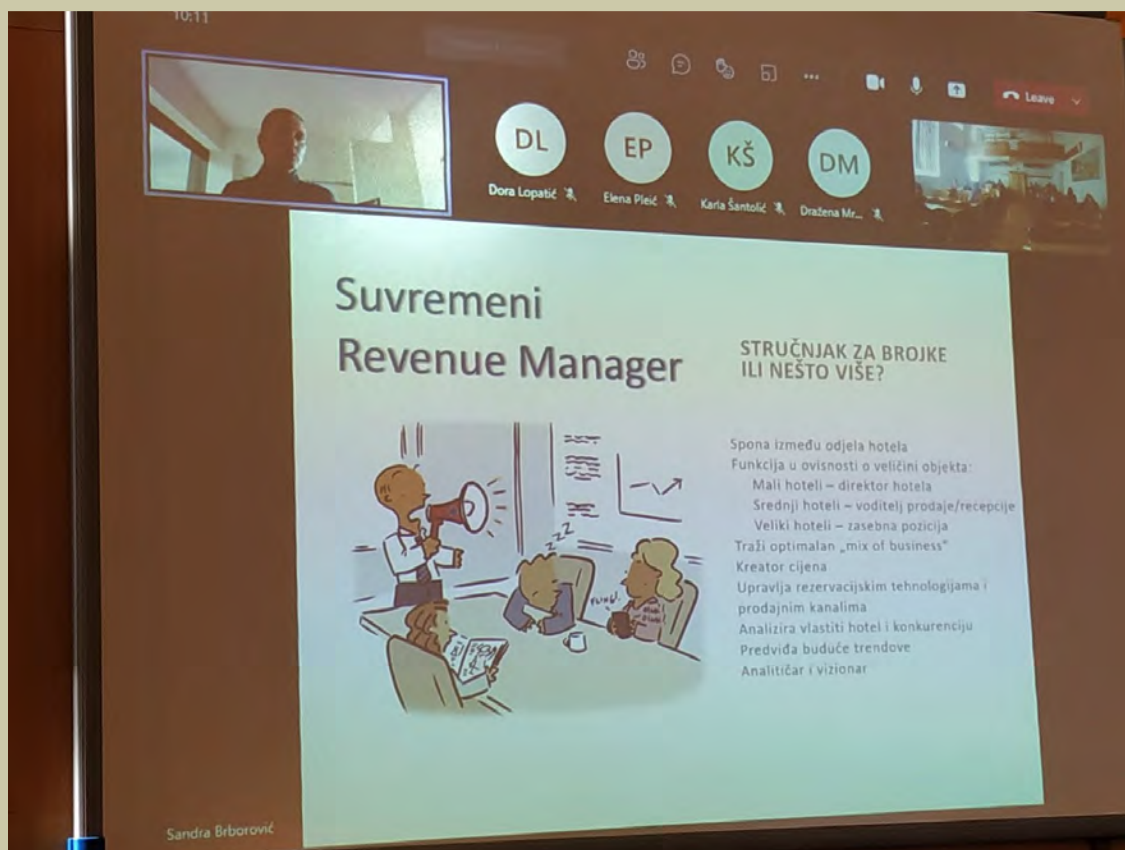 10:11
Leave
DL
EP
KŠ
DM
Dora Lopatić
Elena Pleić
Karla Šantolić
Dražena Mr...
Suvremeni
Revenue Manager
STRUČNJAK ZA BROJKE
ILI NEŠTO VIŠE?
Spona između odjela hotela
Funkcija u ovisnosti o veličini objekta:
Mali hoteli – direktor hotela
Srednji hoteli – voditelj prodaje/recepcije
Veliki hoteli – zasebna pozicija
Traži optimalan „mix of business“
Kreator cijena
Upravlja rezervacijskim tehnologijama i
prodajnim kanalima
Analizira vlastiti hotel i konkurenciju
Predviđa buduće trendove
Analitičar i vizionar
zzz
Sandra Brborović